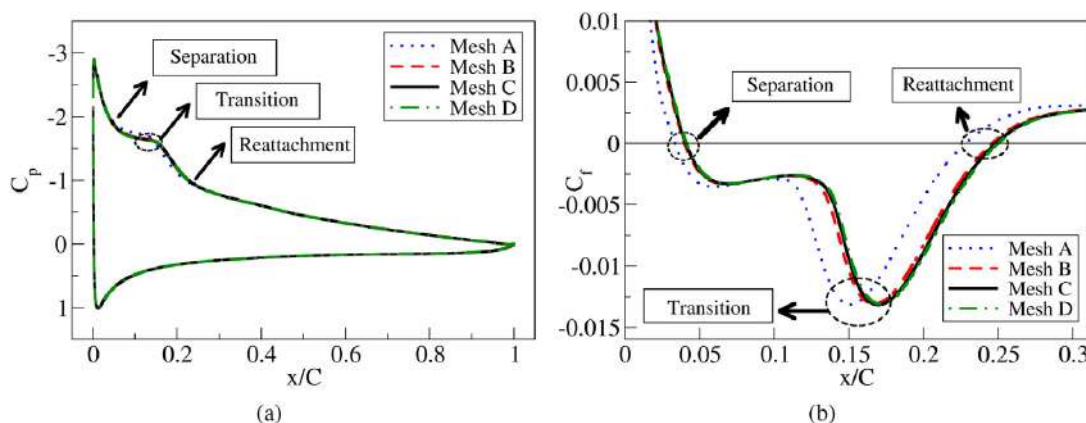 -3
-2
-1
0
1
C_p
Separation
Transition
Reattachment
Mesh A
Mesh B
Mesh C
Mesh D
0 0.2 0.4 0.6 0.8 1
x/C
(a)
0.01
0.005
0
-0.005
-0.01
-0.015
C_f
Separation
Reattachment
Transition
Mesh A
Mesh B
Mesh C
Mesh D
0 0.05 0.1 0.15 0.2 0.25 0.3
x/C
(b)